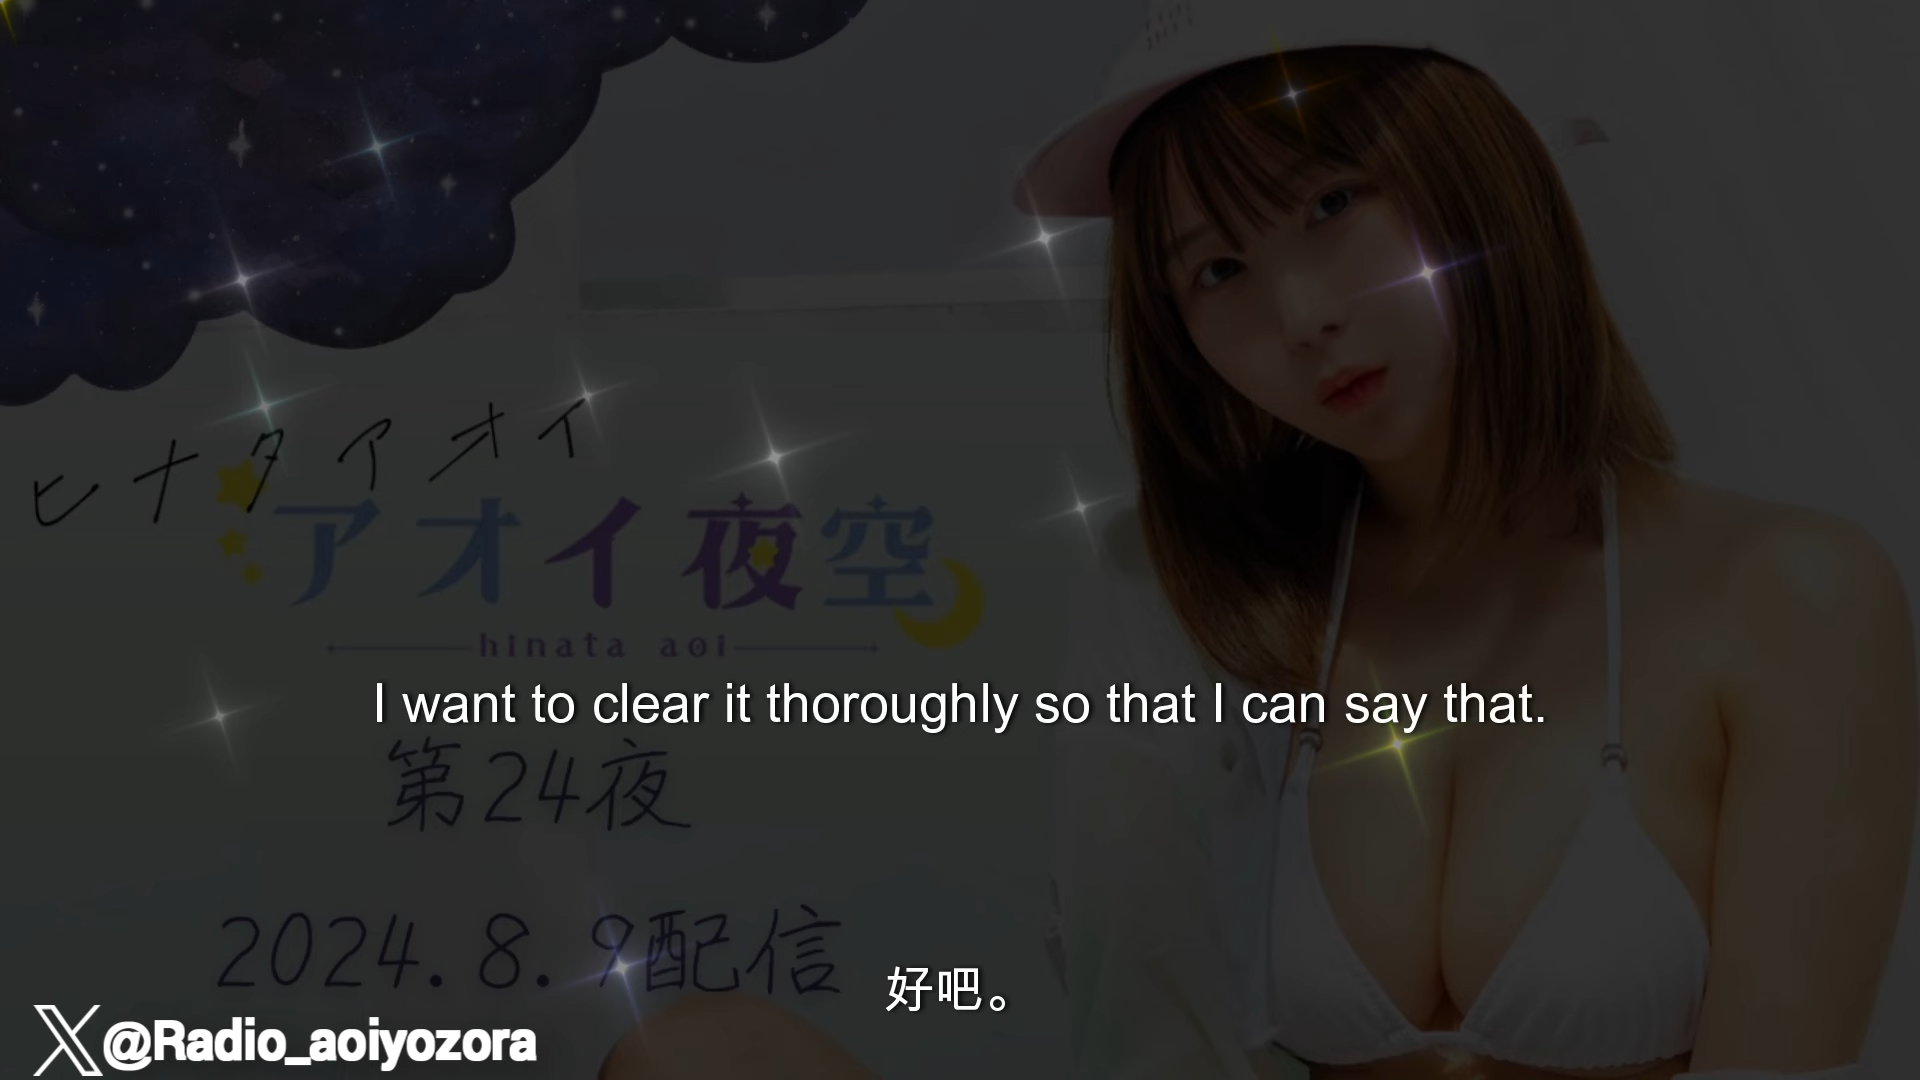 ヒナタアオイ
アオイ夜空
hinata aoi
I want to clear it thoroughly so that I can say that.
第24夜
2024.8.9配信
好吧。
X@Radio_aoiyozora